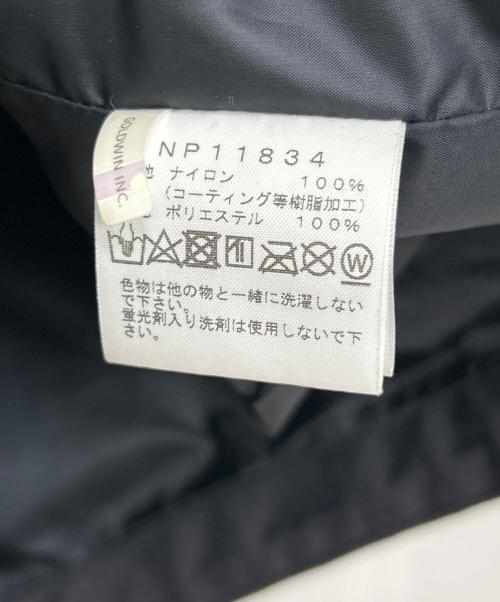 GOLDWIN INC.
NP11834
ナイロン 100%
(コーティング等樹脂加工)
ポリエステル 100%
W
色物は他の物と一緒に洗濯しない
で下さい。
蛍光剤入り洗剤は使用しないで下
さい。